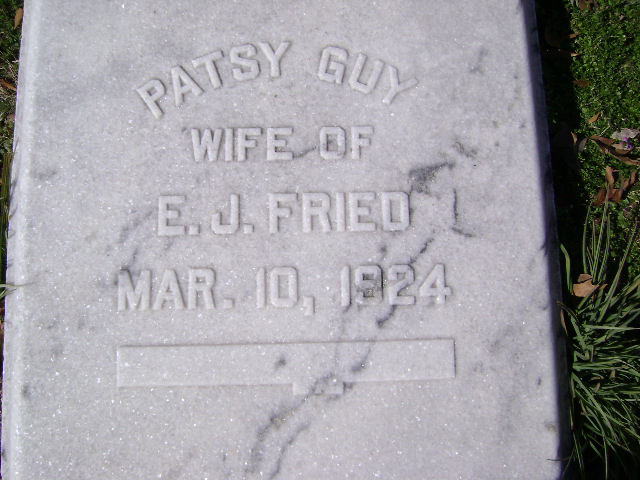 PATSY GUY
WIFE OF
E. J. FRIED
MAR. 10, 1924